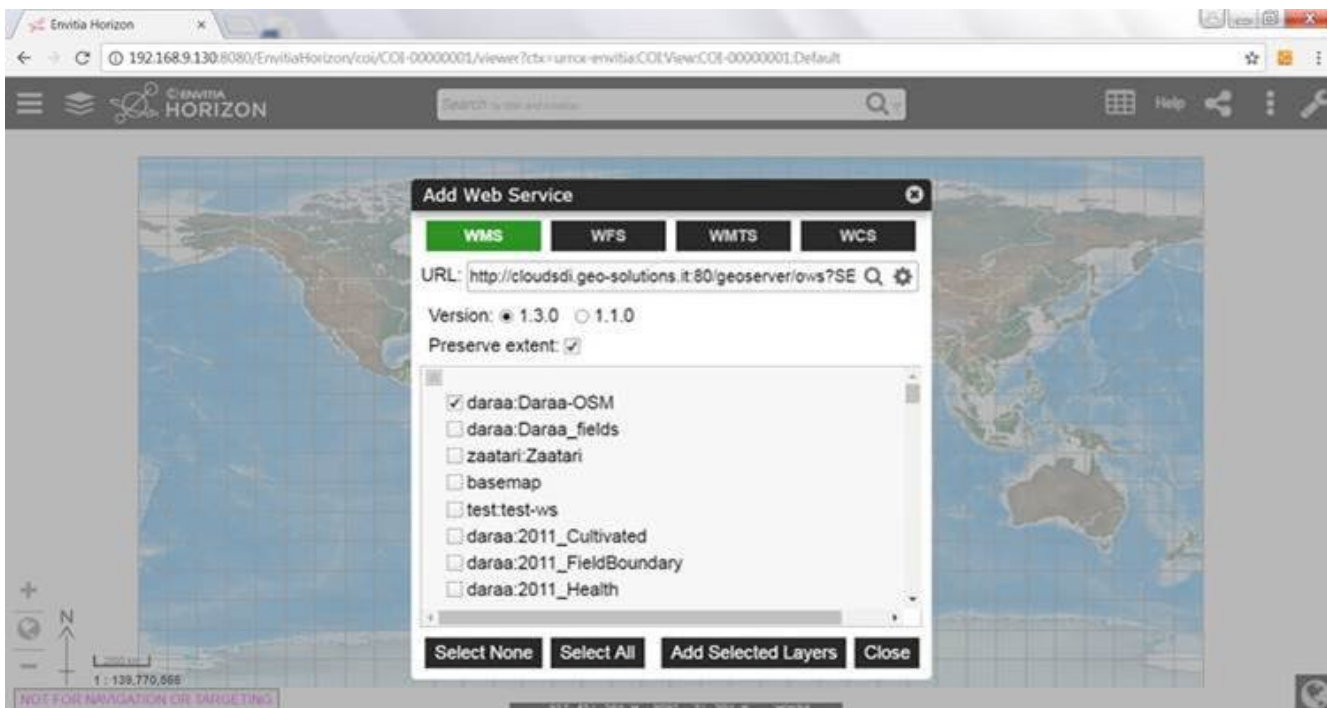 Envitia Horizon
192.168.9.130:8080/EnvitiaHorizon/coi/COI-00000001/viewer?ctx=urn:x-envitia:COI:View:COI-00000001:Default
© ENVITIA
HORIZON
Search
Help
Add Web Service
WMS WFS WMTS WCS
URL: http://cloudsdi.geo-solutions.it:80/geoserver/ows?SE
Version: 1.3.0 1.1.0
Preserve extent:
daraa:Daraa-OSM
daraa:Daraa_fields
zaatari:Zaatari
basemap
test:test-ws
daraa:2011_Cultivated
daraa:2011_FieldBoundary
daraa:2011_Health
Select None Select All Add Selected Layers Close
N
1 : 139,770,566
NOT FOR NAVIGATION OR TARGETING